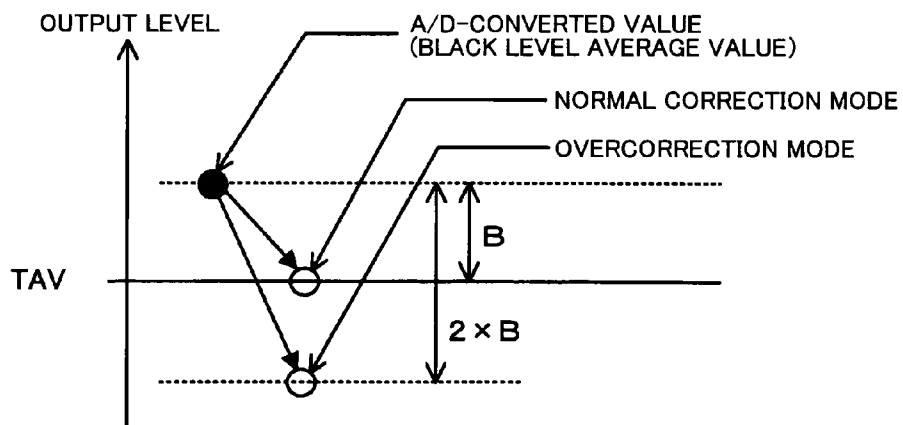 OUTPUT LEVEL
A/D-CONVERTED VALUE
(BLACK LEVEL AVERAGE VALUE)
NORMAL CORRECTION MODE
OVERCORRECTION MODE
B
TAV
2 × B